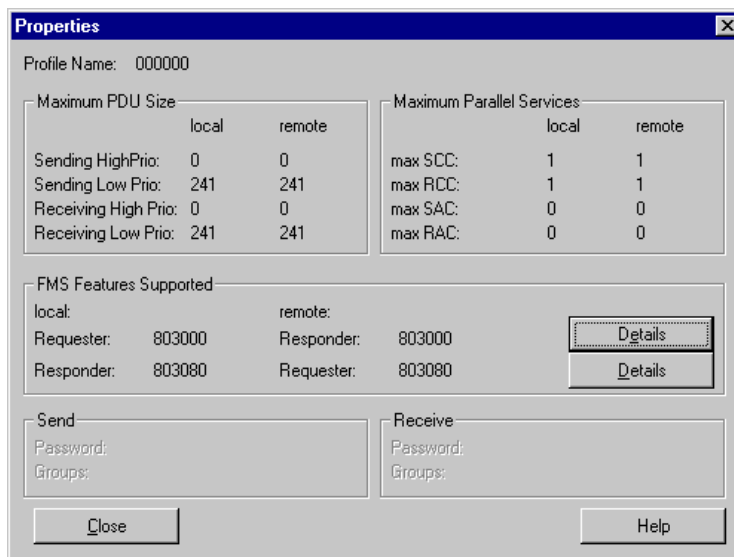 Properties
Profile Name: 000000
Maximum PDU Size
local remote
Sending HighPrio: 0 0
Sending Low Prio: 241 241
Receiving High Prio: 0 0
Receiving Low Prio: 241 241
Maximum Parallel Services
local remote
max SCC: 1 1
max RCC: 1 1
max SAC: 0 0
max RAC: 0 0
FMS Features Supported
local: remote:
Requester: 803000 Responder: 803000 Details
Responder: 803080 Requester: 803080 Details
Send
Password:
Groups:
Receive
Password:
Groups:
Close Help